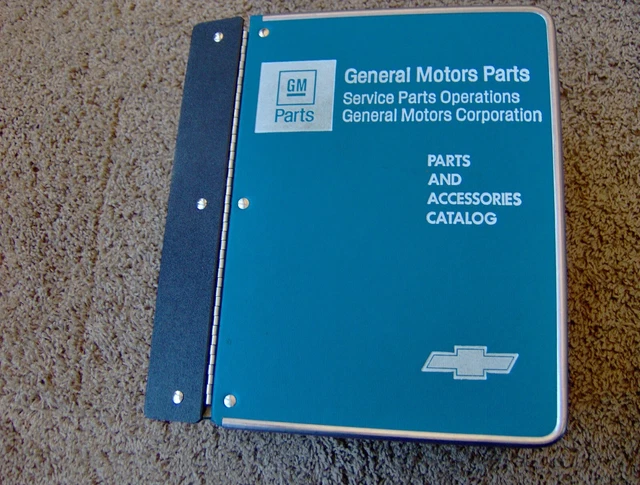 GM
Parts
General Motors Parts
Service Parts Operations
General Motors Corporation
PARTS
AND
ACCESSORIES
CATALOG